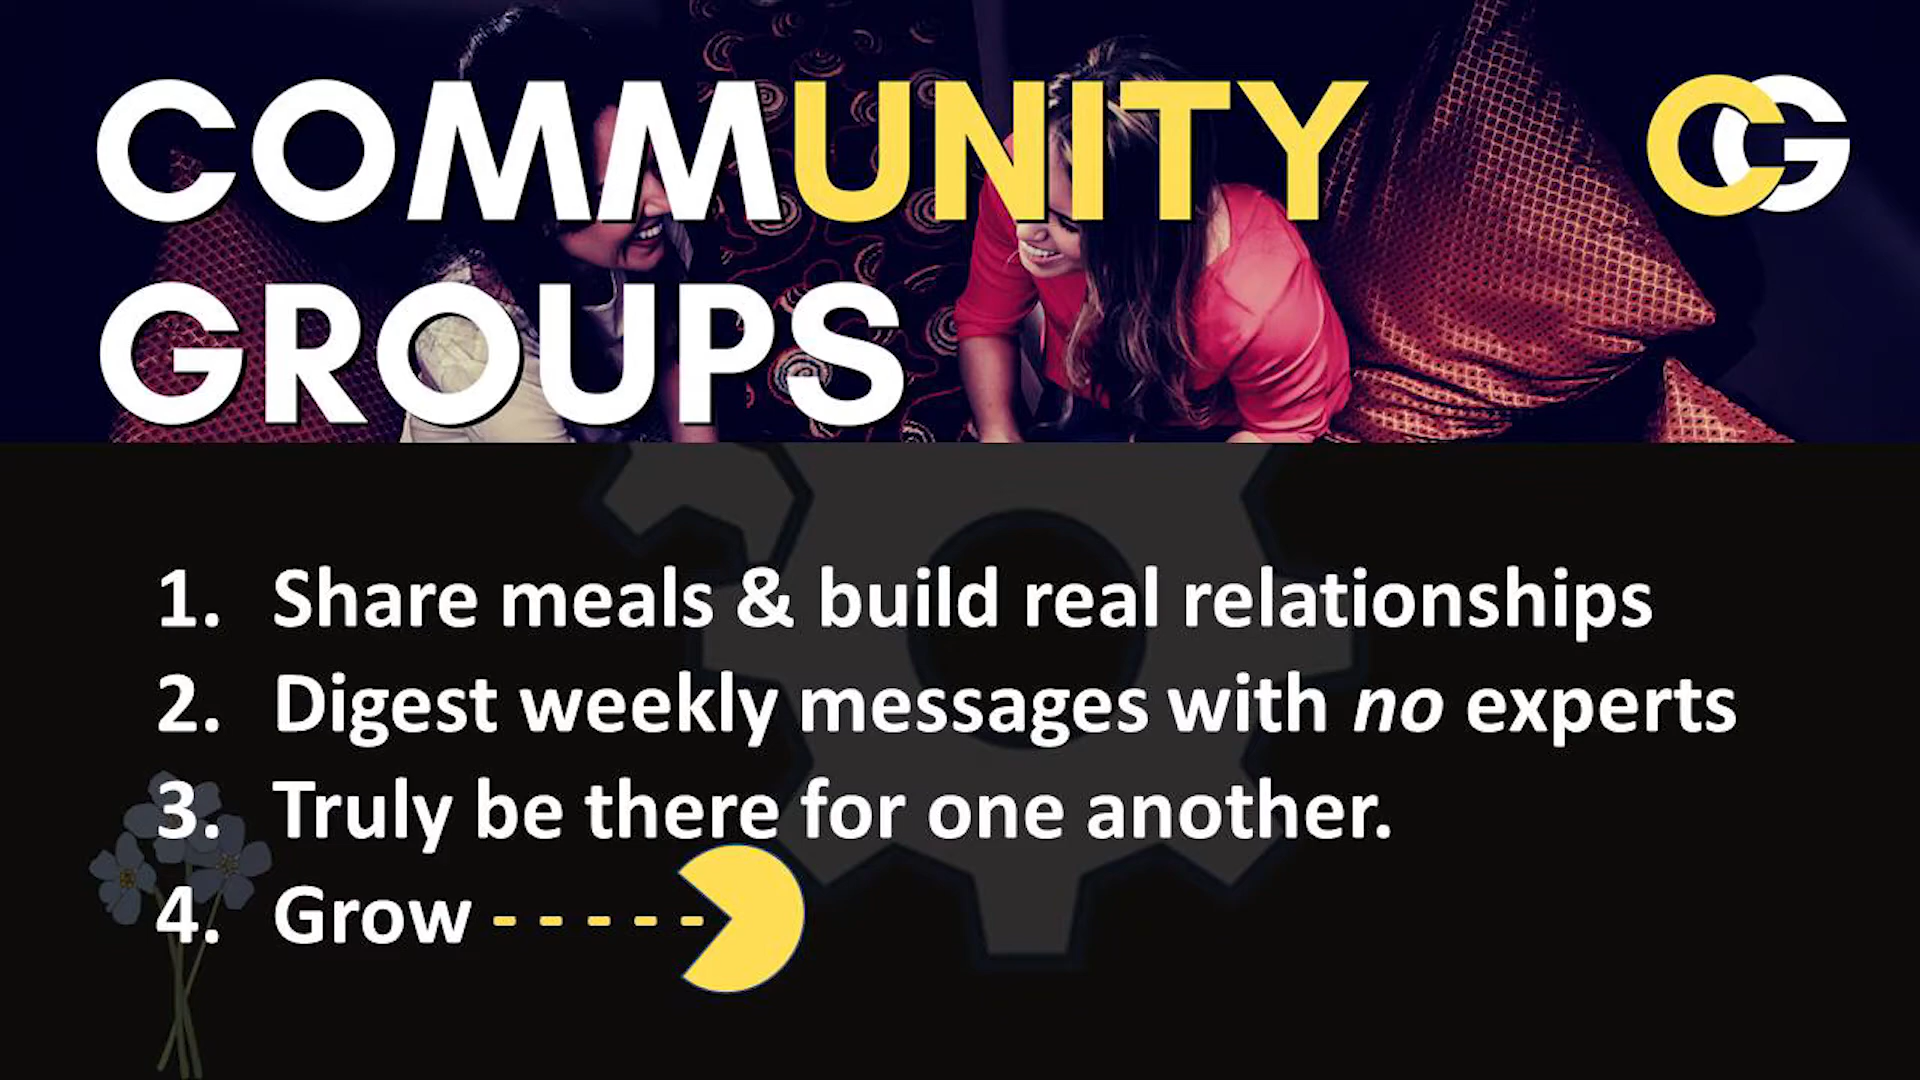 COMMUNITY
CG
GROUPS
1. Share meals & build real relationships
2. Digest weekly messages with no experts
3. Truly be there for one another.
4. Grow - - - - -